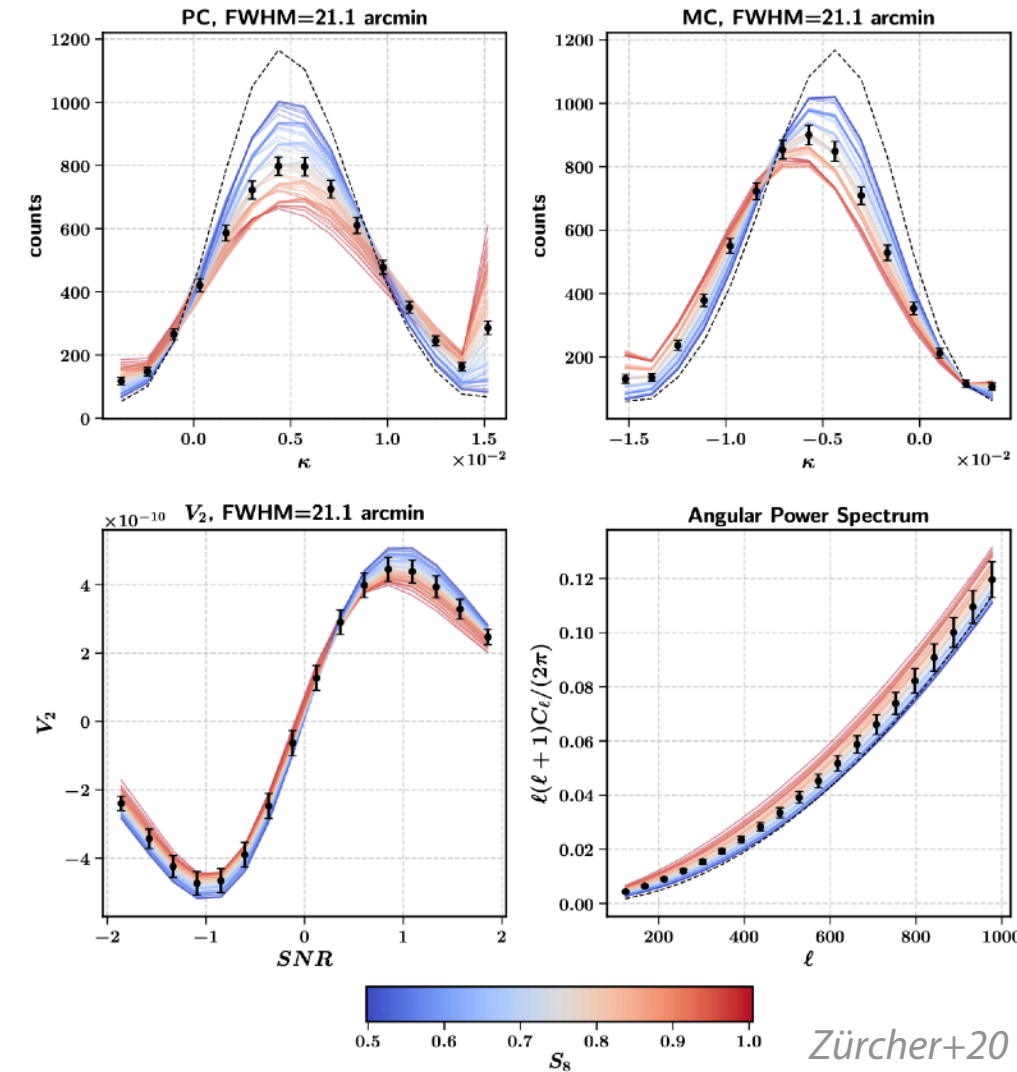 PC, FWHM=21.1 arcmin
1200
1000
800
600
400
200
0
counts
0.0 0.5 1.0 1.5
κ
×10⁻²
MC, FWHM=21.1 arcmin
1200
1000
800
600
400
200
counts
−1.5 −1.0 −0.5 0.0
κ
×10⁻²
×10⁻¹⁰ V₂, FWHM=21.1 arcmin
4
2
0
−2
−4
V₂
−2 −1 0 1 2
SNR
Angular Power Spectrum
0.12
0.10
0.08
0.06
0.04
0.02
0.00
ℓ(ℓ + 1)Cℓ/(2π)
200 400 600 800 1000
ℓ
0.5 0.6 0.7 0.8 0.9 1.0
S₈
Zürcher+20